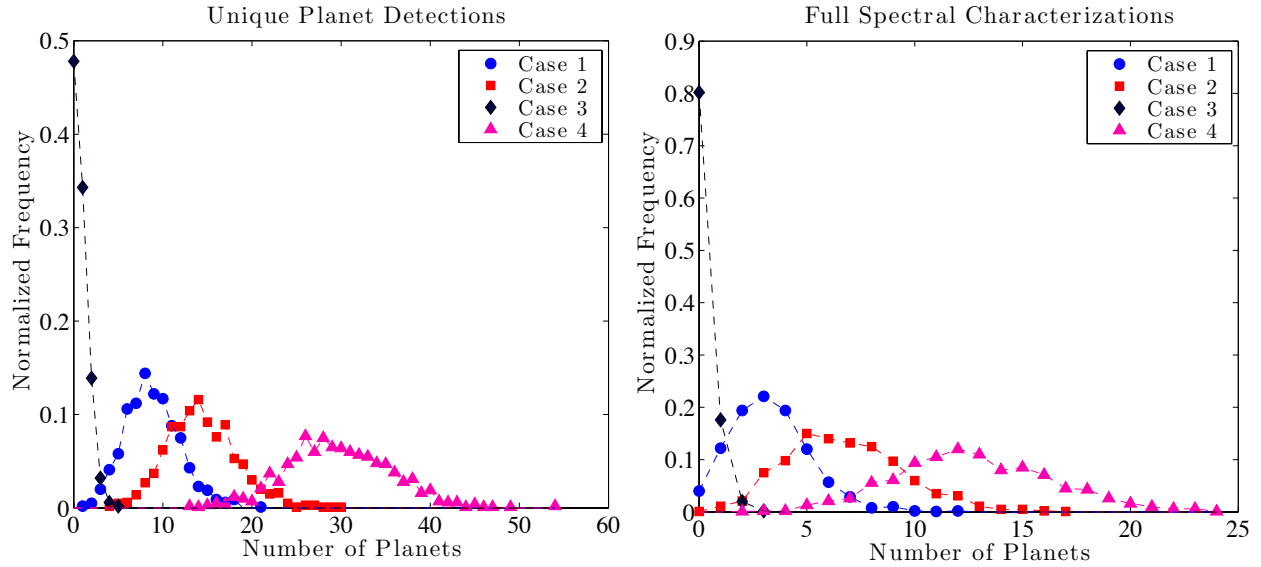 Unique Planet Detections
0.5
0.4
0.3
0.2
0.1
0
Normalized Frequency
Case 1
Case 2
Case 3
Case 4
0 10 20 30 40 50 60
Number of Planets
Full Spectral Characterizations
0.9
0.8
0.7
0.6
0.5
0.4
0.3
0.2
0.1
0
Normalized Frequency
Case 1
Case 2
Case 3
Case 4
0 5 10 15 20 25
Number of Planets